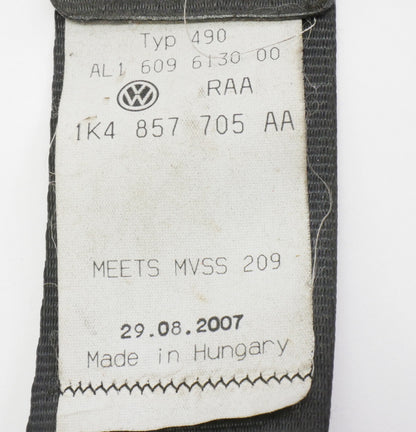 Typ 490
AL1 609 6130 00
RAA
1K4 857 705 AA
MEETS MVSS 209
29.08.2007
Made in Hungary